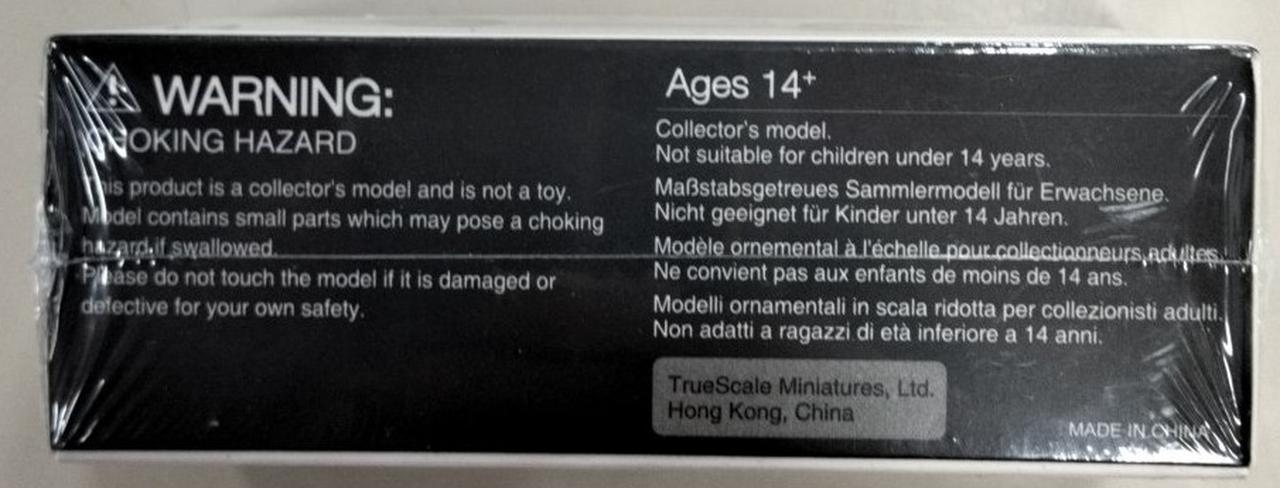 WARNING:
CHOKING HAZARD
This product is a collector's model and is not a toy.
Model contains small parts which may pose a choking
hazard if swallowed.
Please do not touch the model if it is damaged or
defective for your own safety.
Ages 14+
Collector's model.
Not suitable for children under 14 years.
Maßstabsgetreues Sammlermodell für Erwachsene.
Nicht geeignet für Kinder unter 14 Jahren.
Modèle ornemental à l'échelle pour collectionneurs adultes.
Ne convient pas aux enfants de moins de 14 ans.
Modelli ornamentali in scala ridotta per collezionisti adulti.
Non adatti a ragazzi di età inferiore a 14 anni.
TrueScale Miniatures, Ltd.
Hong Kong, China
MADE IN CHINA